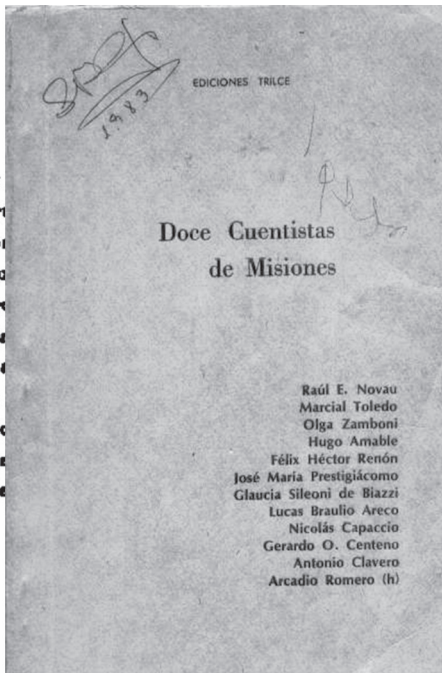 1983
EDICIONES TRILCE
Doce Cuentistas
de Misiones
Raúl E. Novau
Marcial Toledo
Olga Zamboni
Hugo Amable
Félix Héctor Renón
José María Prestigiácomo
Glaucia Sileoni de Biazzi
Lucas Braulio Areco
Nicolás Capaccio
Gerardo O. Centeno
Antonio Clavero
Arcadio Romero (h)